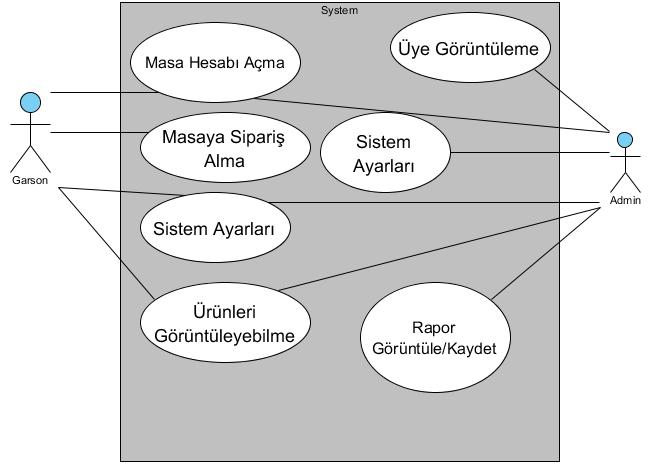 System
Masa Hesabı Açma
Üye Görüntüleme
Masaya Sipariş
Alma
Sistem
Ayarları
Garson
Admin
Sistem Ayarları
Ürünleri
Görüntüleyebilme
Rapor
Görüntüle/Kaydet